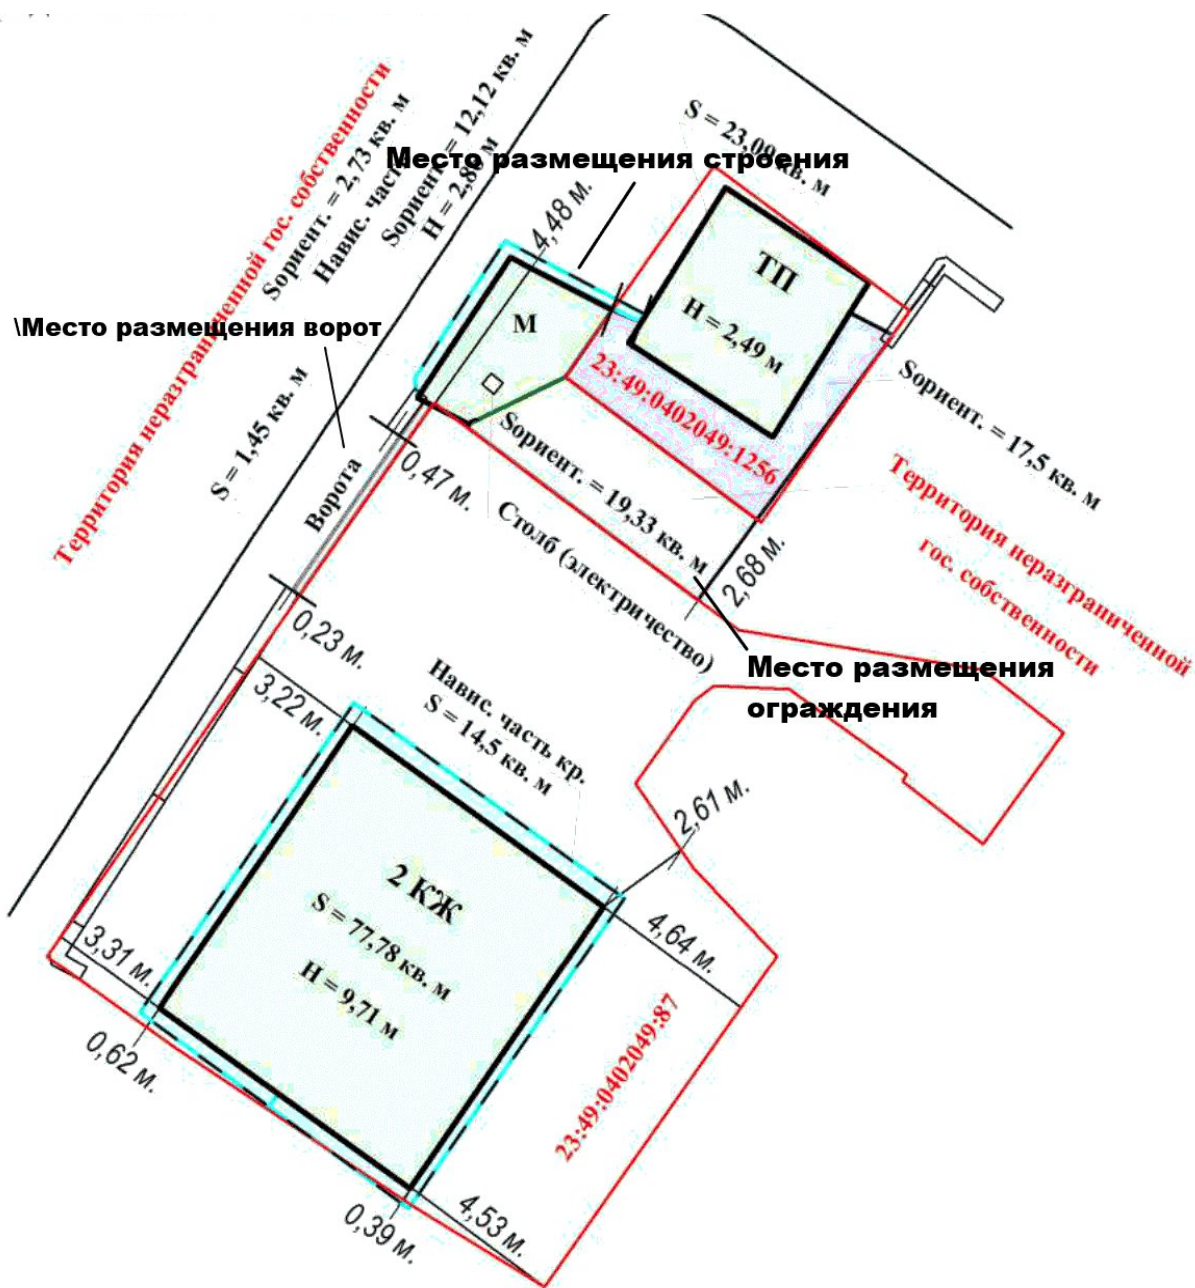 Территория неразграниченной гос. собственности
Sориент. = 2,73 кв. м
Навис. часть
Sориент. = 12,12 кв. м
H = 2,80 м
S = 23,09 кв. м
Место размещения строения
4,48 м.
ТП
H = 2,49 м
М
\Место размещения ворот
23:49:0402049:1256
Sориент. = 17,5 кв. м
S = 1,45 кв. м
Ворота
0,47 м.
Sориент. = 19,33 кв. м
Столб (электричество)
2,68 м.
Территория неразграниченной
гос. собственности
0,23 м.
Место размещения
ограждения
3,22 м.
Навис. часть кр.
S = 14,5 кв. м
2,61 м.
2 КЖ
S = 77,78 кв. м
H = 9,71 м
4,64 м.
3,31 м.
0,62 м.
23:49:0402049:87
0,39 м.
4,53 м.